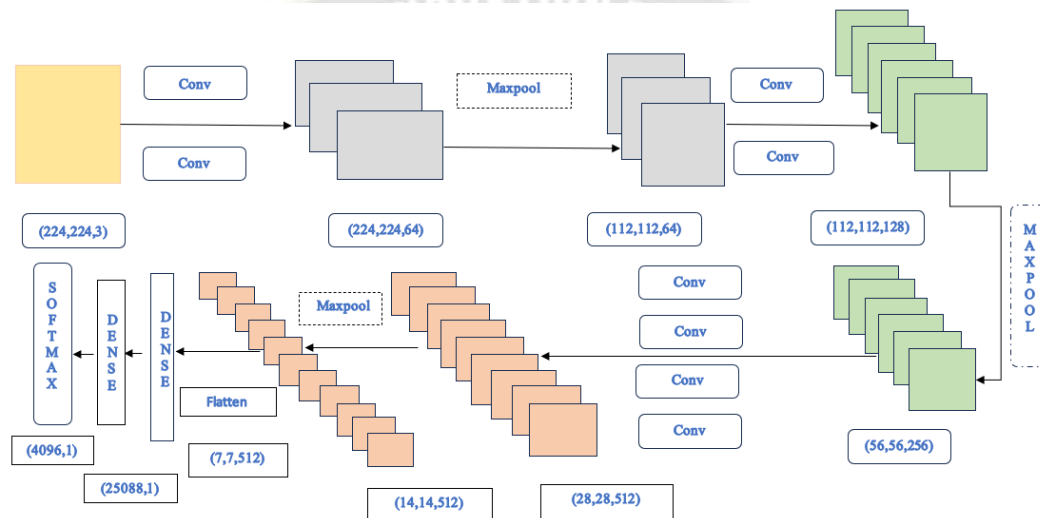 Conv
Conv
Maxpool
Conv
Conv
(224,224,3)
(224,224,64)
(112,112,64)
(112,112,128)
MAXPOOL
SOFTMAX
DENSE
DENSE
Flatten
Maxpool
Conv
Conv
Conv
Conv
(4096,1)
(25088,1)
(7,7,512)
(14,14,512)
(28,28,512)
(56,56,256)